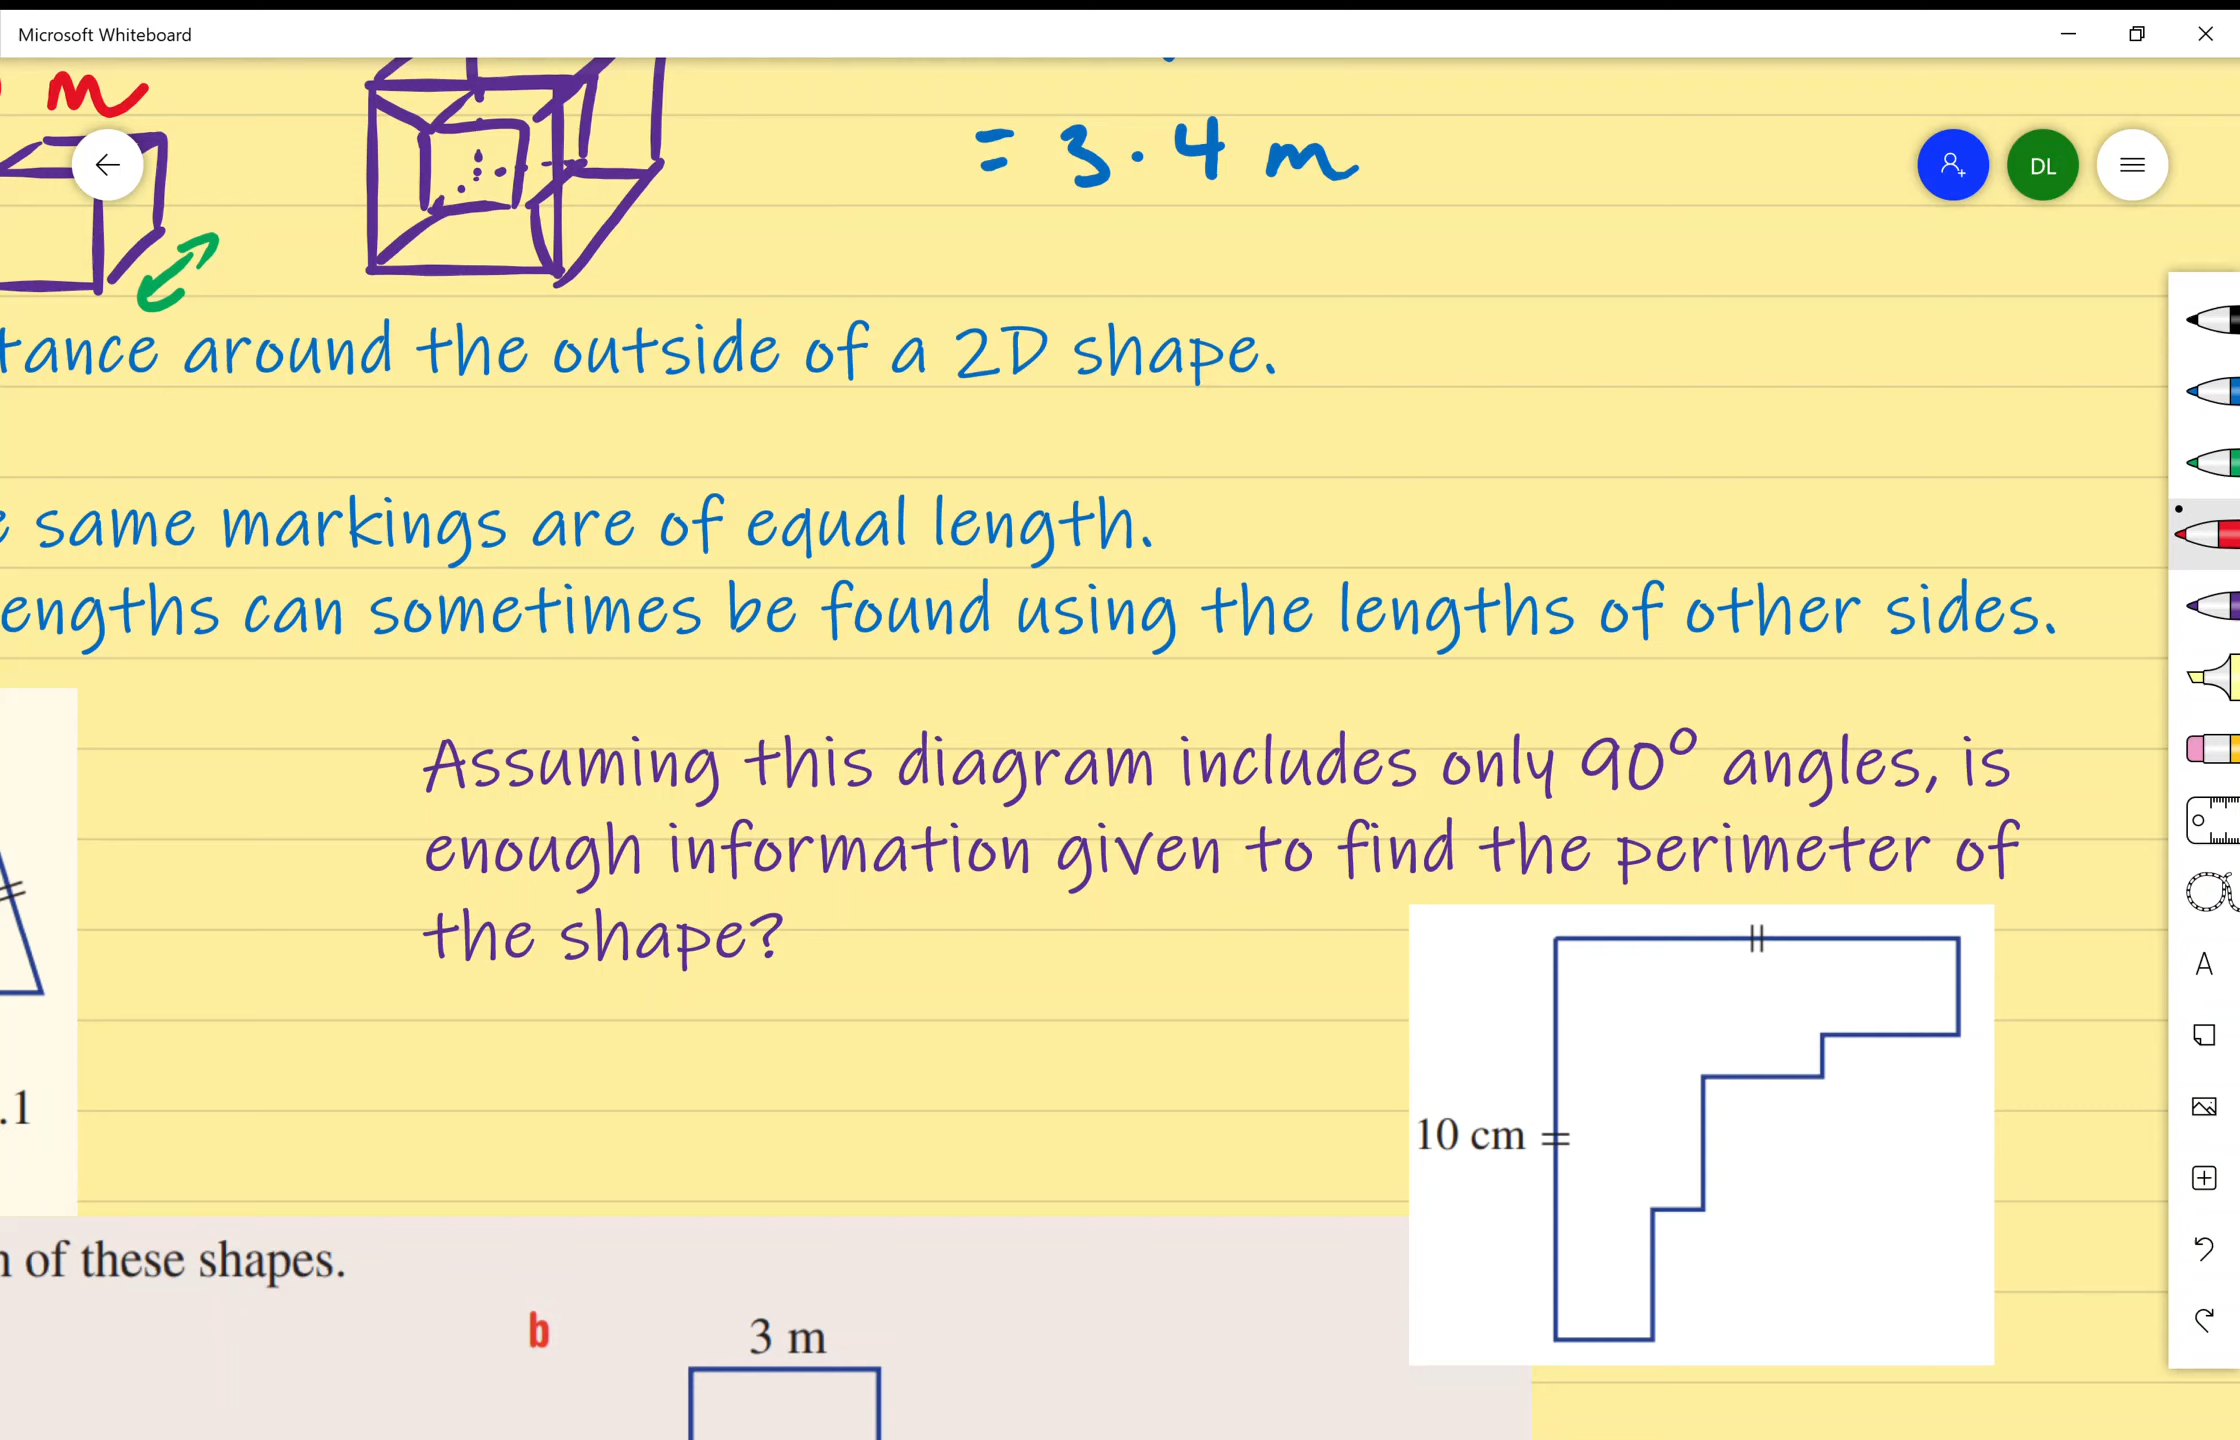 Microsoft Whiteboard
m
= 3.4 m
DL
tance around the outside of a 2D shape.
same markings are of equal length.
engths can sometimes be found using the lengths of other sides.
Assuming this diagram includes only 90° angles, is
enough information given to find the perimeter of
the shape?
10 cm
.1
of these shapes.
b
3 m
A